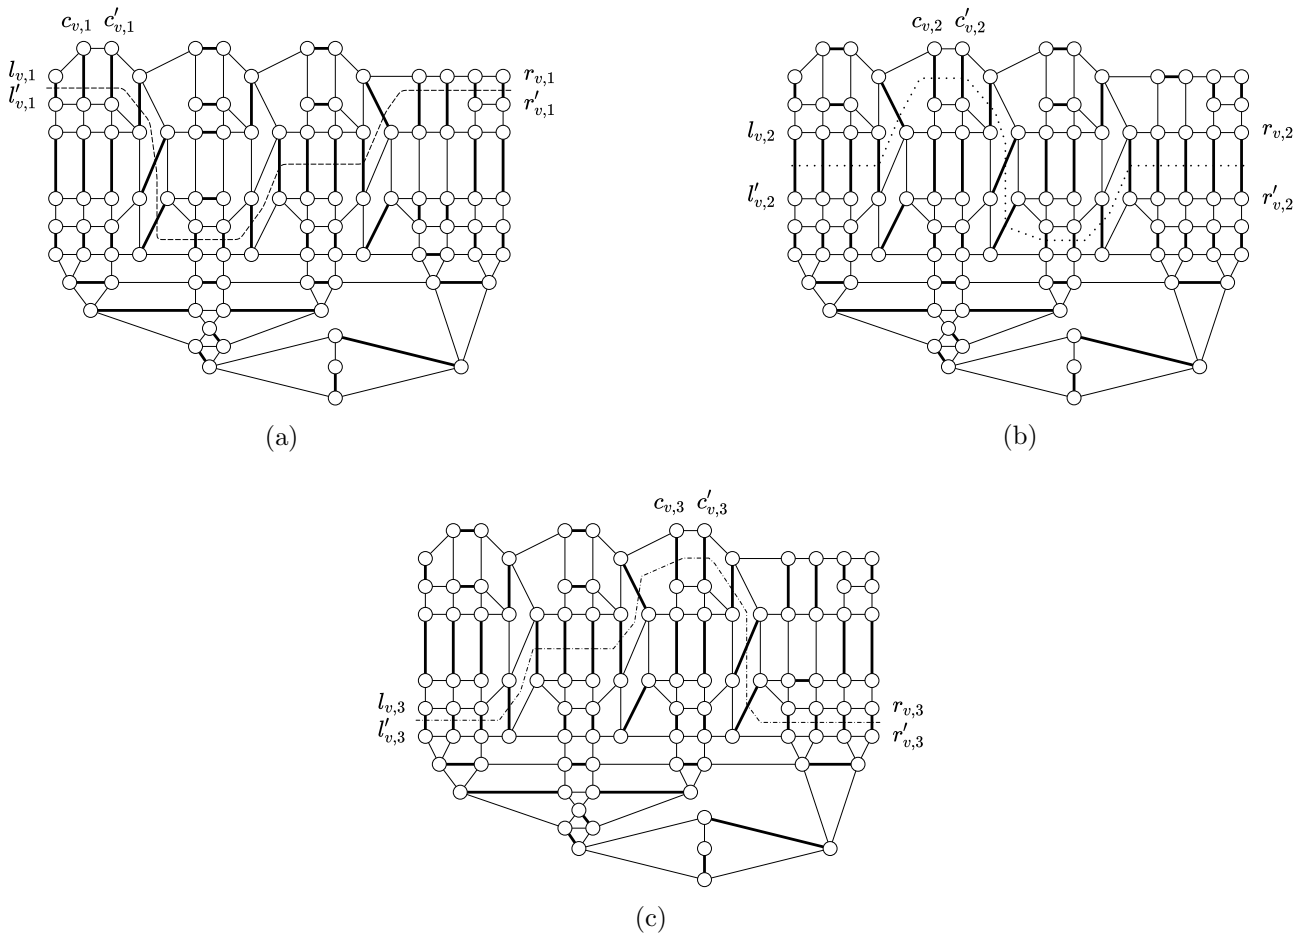 c_{v,1} c'_{v,1}
l_{v,1} r_{v,1}
l'_{v,1} r'_{v,1}
(a)
c_{v,2} c'_{v,2}
l_{v,2} r_{v,2}
l'_{v,2} r'_{v,2}
(b)
c_{v,3} c'_{v,3}
l_{v,3} r_{v,3}
l'_{v,3} r'_{v,3}
(c)